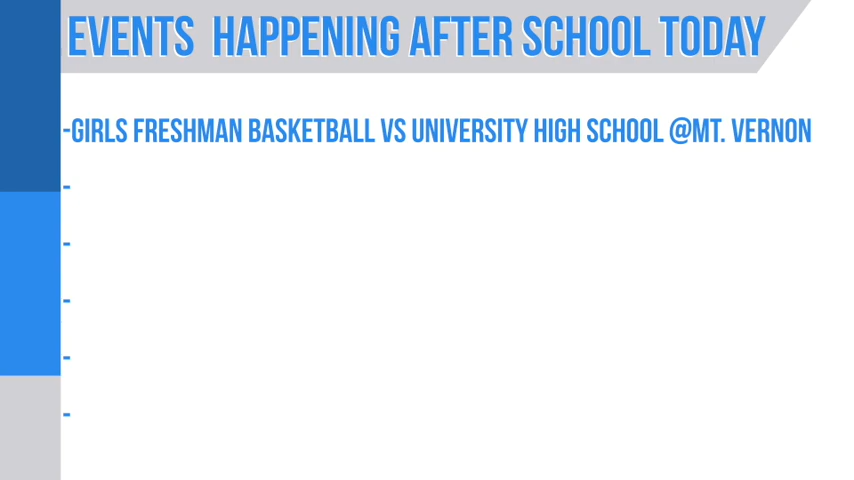 EVENTS HAPPENING AFTER SCHOOL TODAY
-GIRLS FRESHMAN BASKETBALL VS UNIVERSITY HIGH SCHOOL @MT. VERNON
-
-
-
-
-